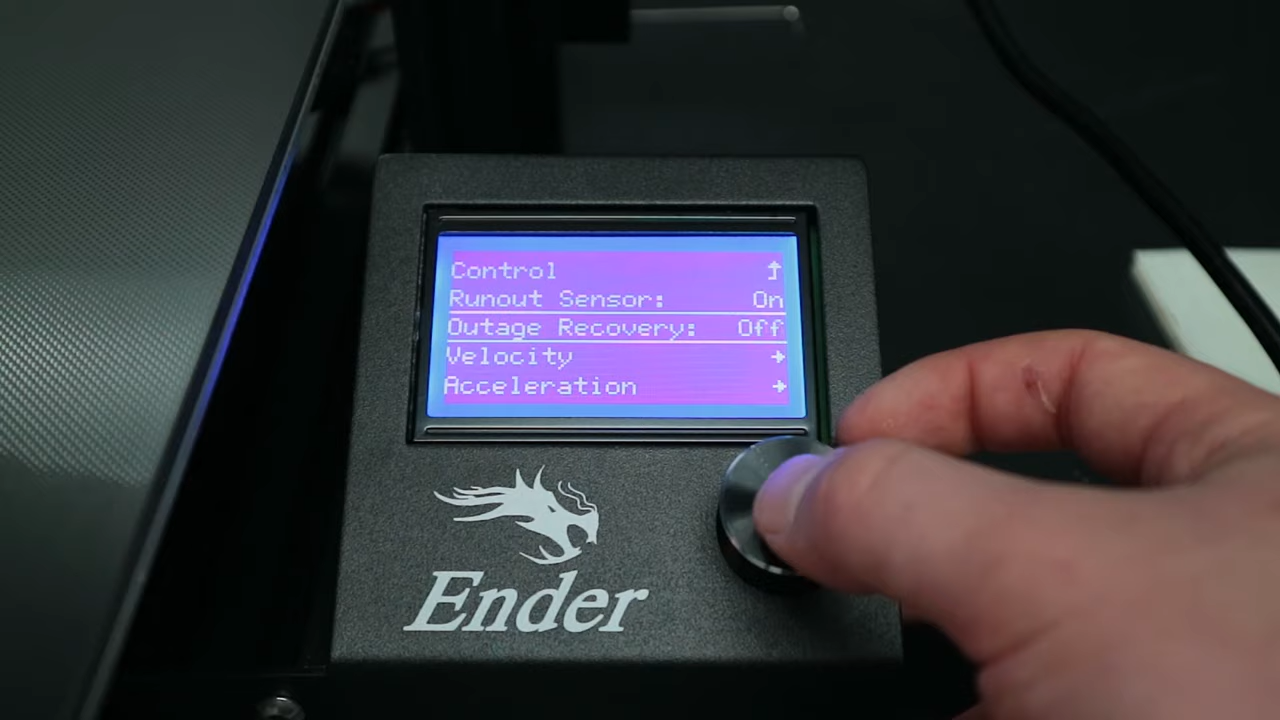 Control
Runout Sensor: On
Outage Recovery: Off
Velocity
Acceleration
Ender